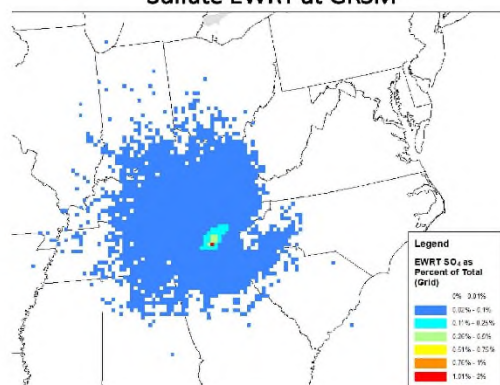 Sulfate EWRT at GRSM
Legend
EWRT SO₄ as
Percent of Total
(Grid)
0% - 0.01%
0.02% - 0.1%
0.11% - 0.25%
0.26% - 0.5%
0.51% - 0.75%
0.76% - 1%
1.01% - 2%